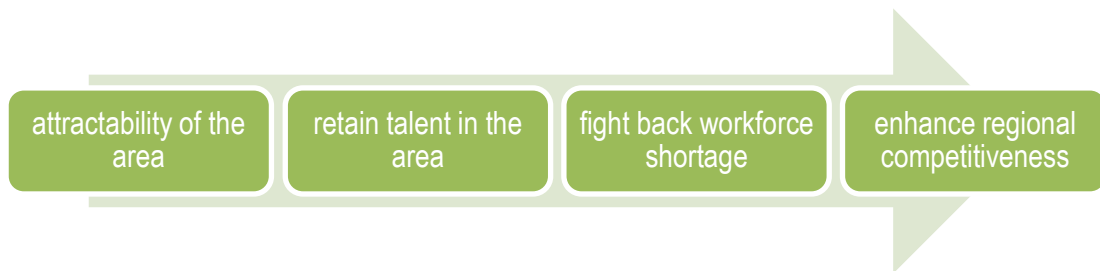 attractability of the
area
retain talent in the
area
fight back workforce
shortage
enhance regional
competitiveness